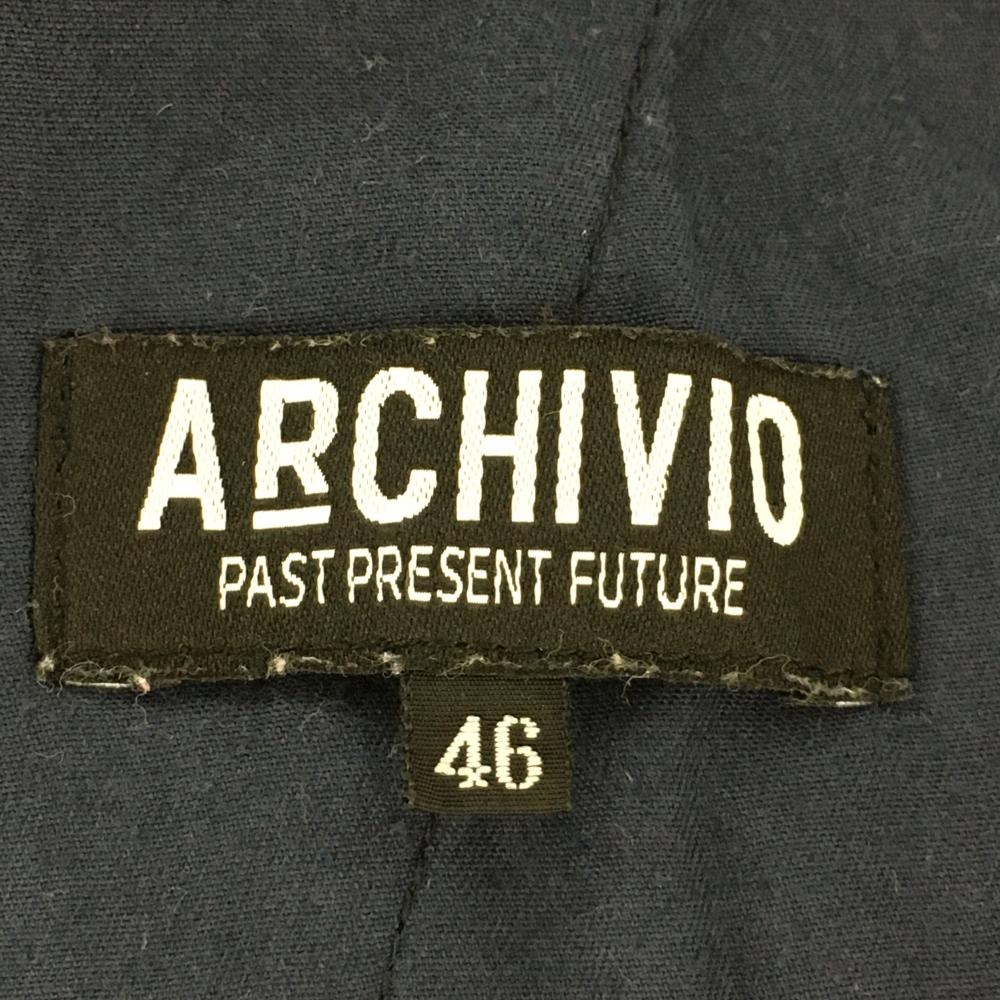 ARCHIVIO
PAST PRESENT FUTURE
46